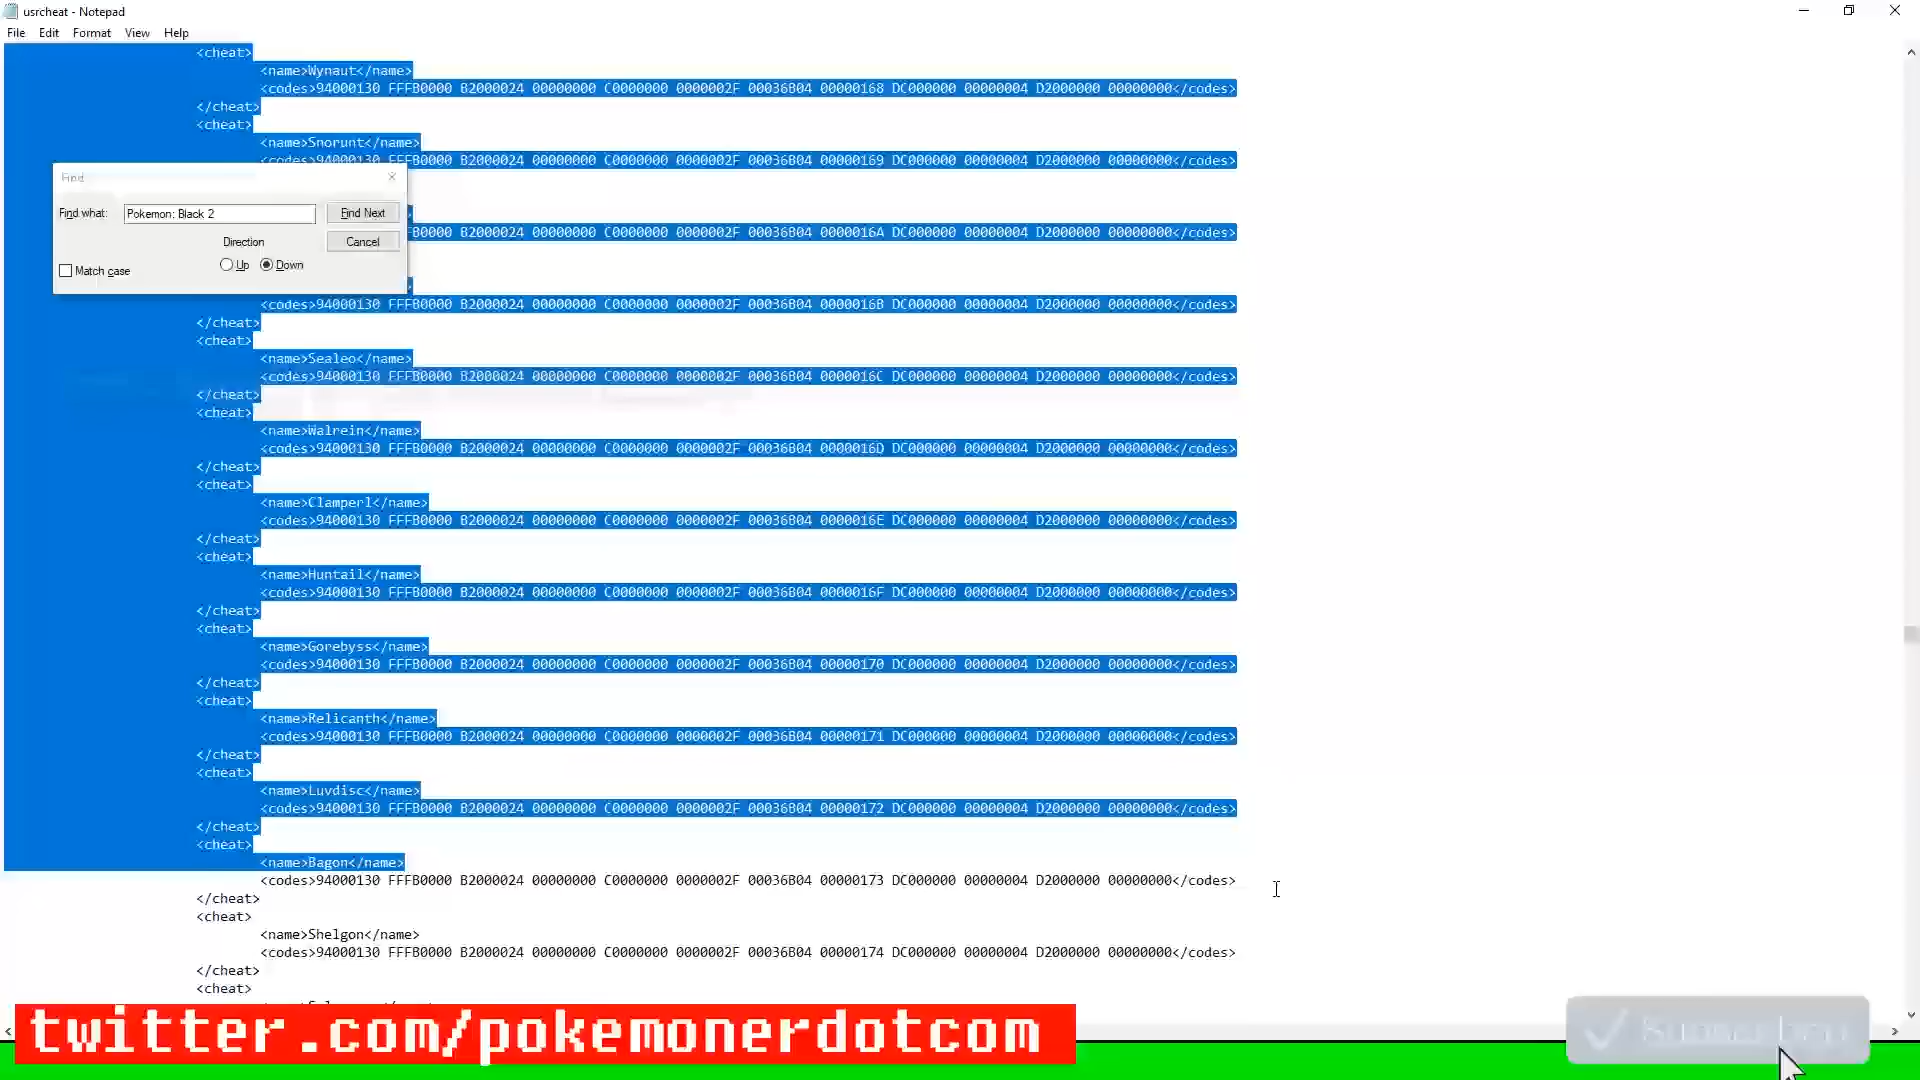 usrcheat - Notepad
File Edit Format View Help
<cheat>
<name>Wynaut</name>
<codes>94000130 FFFB0000 B2000024 00000000 C0000000 0000002F 00036B04 00000168 DC000000 00000004 D2000000 00000000</codes>
</cheat>
<cheat>
<name>Snorunt</name>
<codes>94000130 FFFB0000 B2000024 00000000 C0000000 0000002F 00036B04 00000169 DC000000 00000004 D2000000 00000000</codes>
Find
Find what: Pokemon: Black 2 Find Next
FB0000 B2000024 00000000 C0000000 0000002F 00036B04 0000016A DC000000 00000004 D2000000 00000000</codes>
Direction Cancel
Up Down
Match case
<codes>94000130 FFFB0000 B2000024 00000000 C0000000 0000002F 00036B04 0000016B DC000000 00000004 D2000000 00000000</codes>
</cheat>
<cheat>
<name>Sealeo</name>
<codes>94000130 FFFB0000 B2000024 00000000 C0000000 0000002F 00036B04 0000016C DC000000 00000004 D2000000 00000000</codes>
</cheat>
<cheat>
<name>Walrein</name>
<codes>94000130 FFFB0000 B2000024 00000000 C0000000 0000002F 00036B04 0000016D DC000000 00000004 D2000000 00000000</codes>
</cheat>
<cheat>
<name>Clamperl</name>
<codes>94000130 FFFB0000 B2000024 00000000 C0000000 0000002F 00036B04 0000016E DC000000 00000004 D2000000 00000000</codes>
</cheat>
<cheat>
<name>Huntail</name>
<codes>94000130 FFFB0000 B2000024 00000000 C0000000 0000002F 00036B04 0000016F DC000000 00000004 D2000000 00000000</codes>
</cheat>
<cheat>
<name>Gorebyss</name>
<codes>94000130 FFFB0000 B2000024 00000000 C0000000 0000002F 00036B04 00000170 DC000000 00000004 D2000000 00000000</codes>
</cheat>
<cheat>
<name>Relicanth</name>
<codes>94000130 FFFB0000 B2000024 00000000 C0000000 0000002F 00036B04 00000171 DC000000 00000004 D2000000 00000000</codes>
</cheat>
<cheat>
<name>Luvdisc</name>
<codes>94000130 FFFB0000 B2000024 00000000 C0000000 0000002F 00036B04 00000172 DC000000 00000004 D2000000 00000000</codes>
</cheat>
<cheat>
<name>Bagon</name>
<codes>94000130 FFFB0000 B2000024 00000000 C0000000 0000002F 00036B04 00000173 DC000000 00000004 D2000000 00000000</codes>
</cheat>
<cheat>
<name>Shelgon</name>
<codes>94000130 FFFB0000 B2000024 00000000 C0000000 0000002F 00036B04 00000174 DC000000 00000004 D2000000 00000000</codes>
</cheat>
<cheat>
twitter.com/pokemonerdotcom